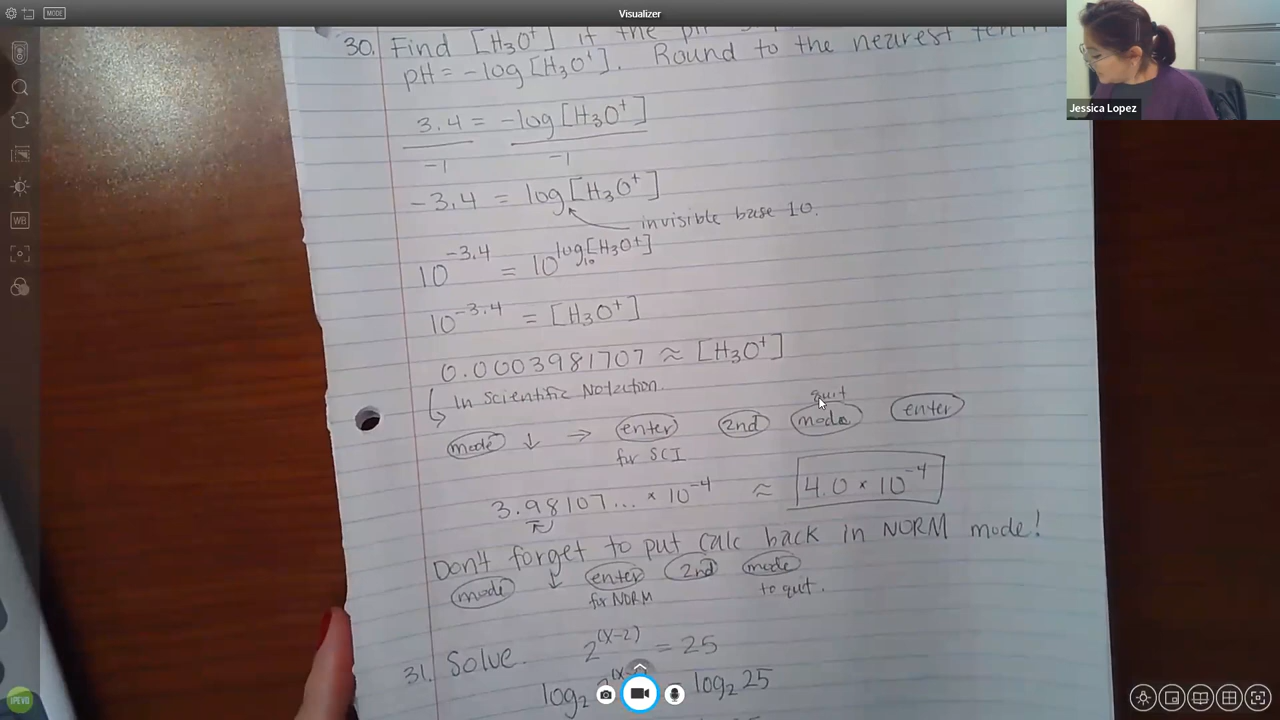 MODE
Visualizer
Jessica Lopez
WB
IPEVO
30. Find [H₃O⁺] if the pH
pH = -log [H₃O⁺]. Round to the nearest
3.4 = -log [H₃O⁺]
-1 -1
-3.4 = log [H₃O⁺]
invisible base 10.
10^-3.4 = 10^log₁₀[H₃O⁺]
10^-3.4 = [H₃O⁺]
0.0003981707 ≈ [H₃O⁺]
In Scientific Notation.
quit
mode ↓ → enter 2nd mode enter
for SCI
3.98107... × 10^-4 ≈ 4.0 × 10^-4
Don't forget to put calc back in NORM mode!
mode ↓ enter 2nd mode
for NORM to quit.
31. Solve. 2^(x-2) = 25
log₂ log₂ 25